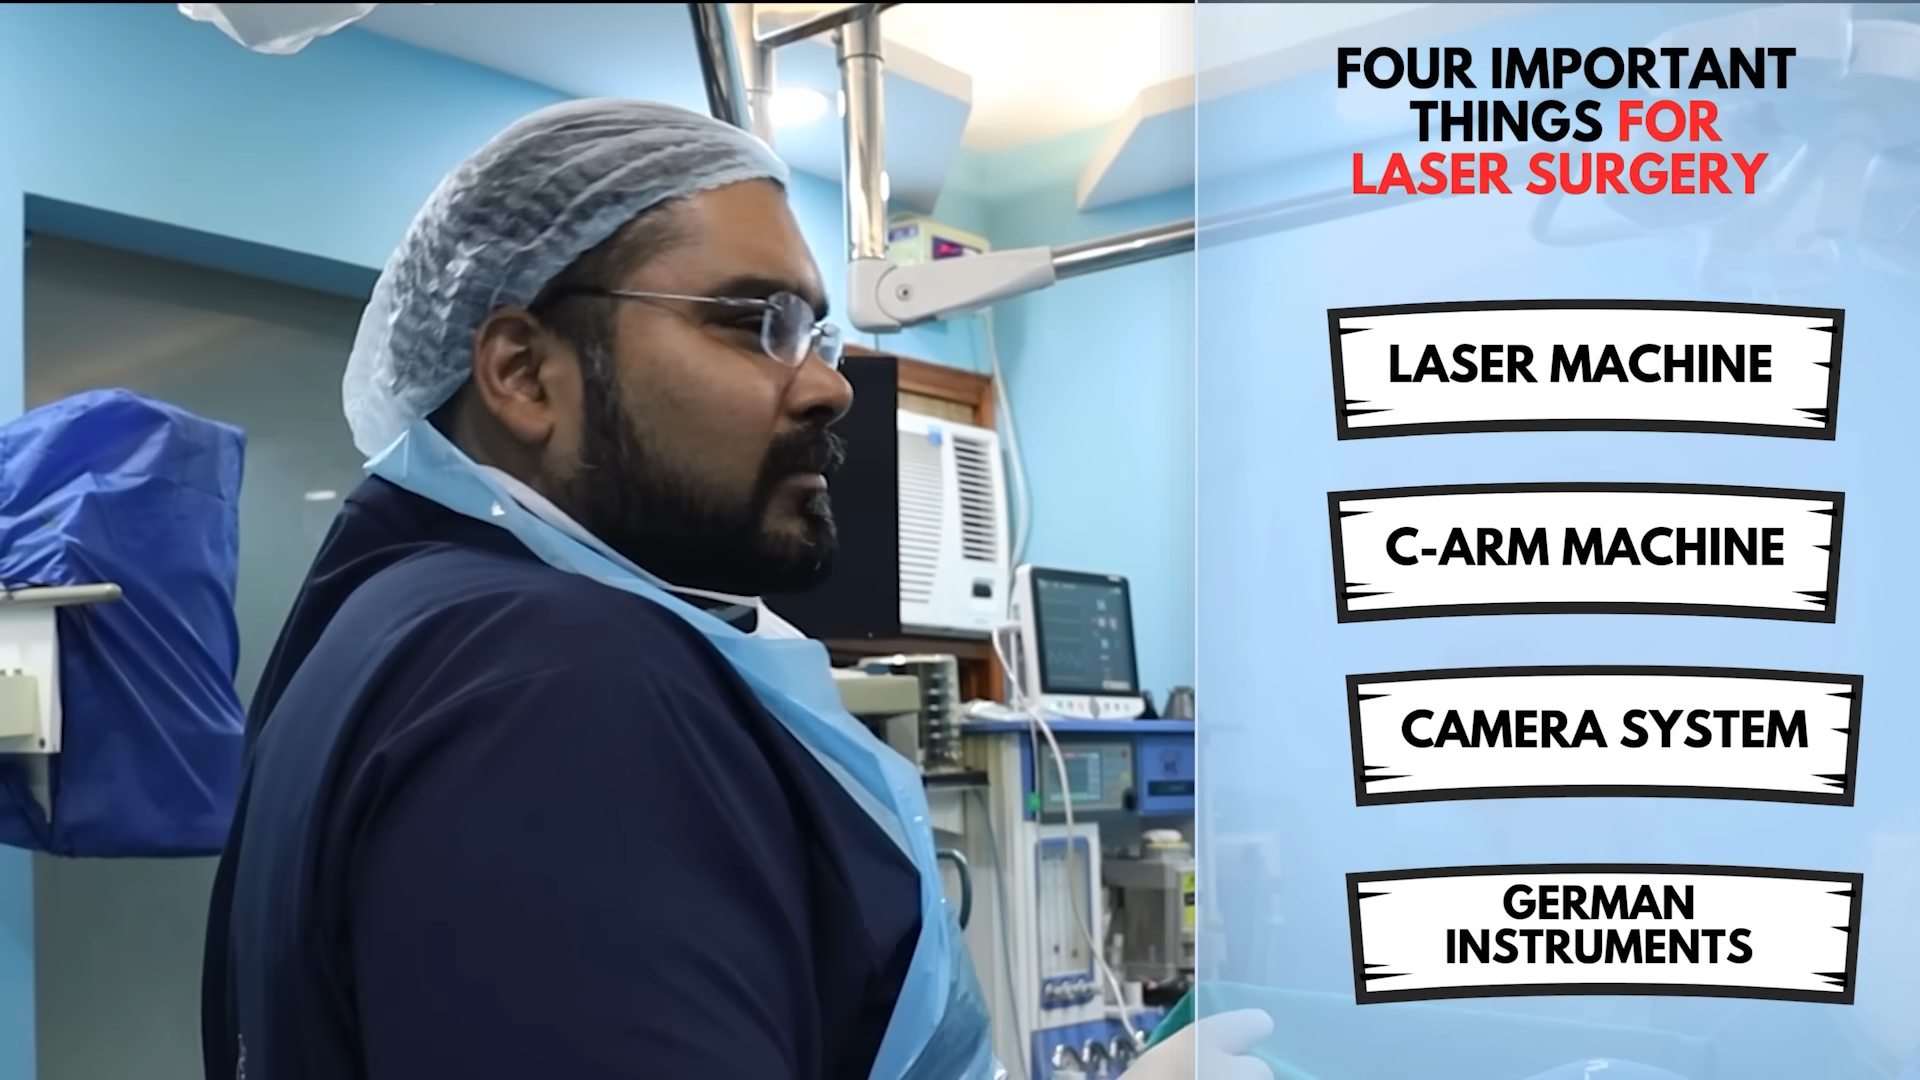 FOUR IMPORTANT
THINGS FOR
LASER SURGERY
LASER MACHINE
C-ARM MACHINE
CAMERA SYSTEM
GERMAN
INSTRUMENTS